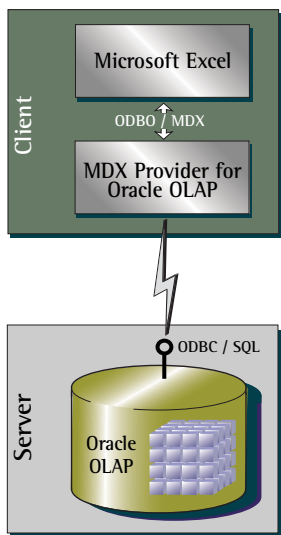 Client
Microsoft Excel
ODBO / MDX
MDX Provider for
Oracle OLAP
ODBC / SQL
Server
Oracle
OLAP